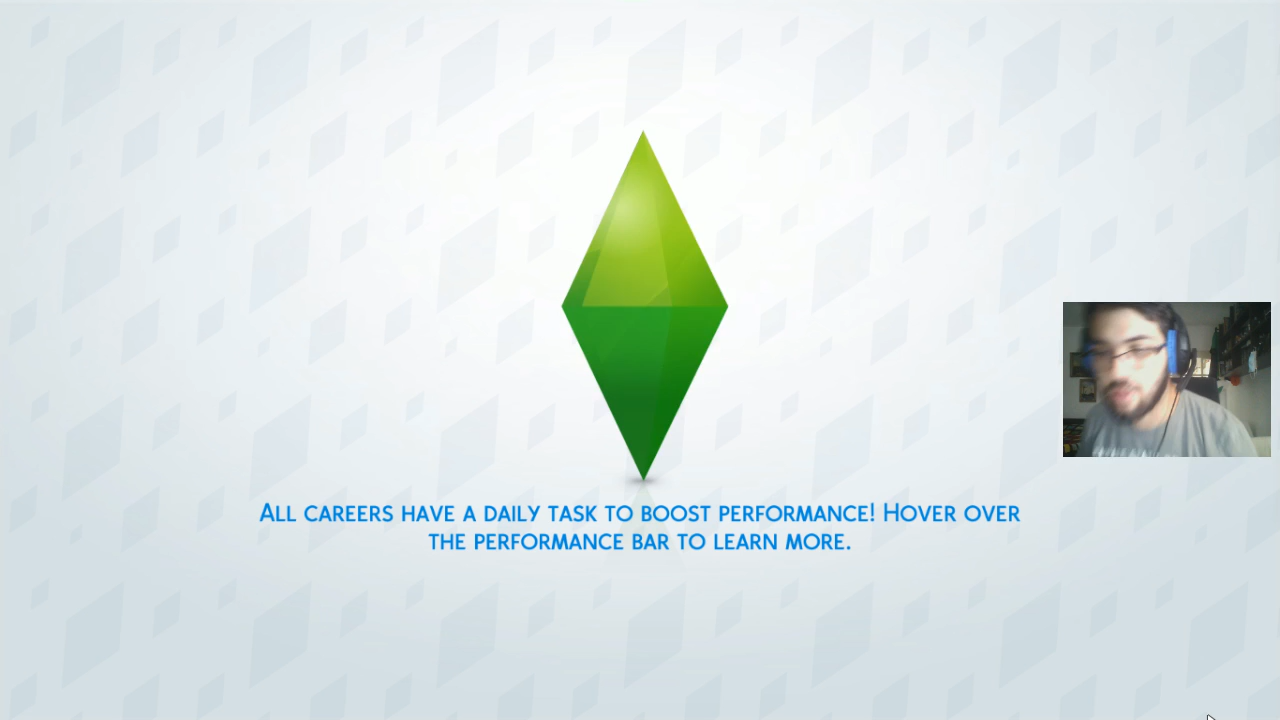 All careers have a daily task to boost performance! Hover over
the performance bar to learn more.